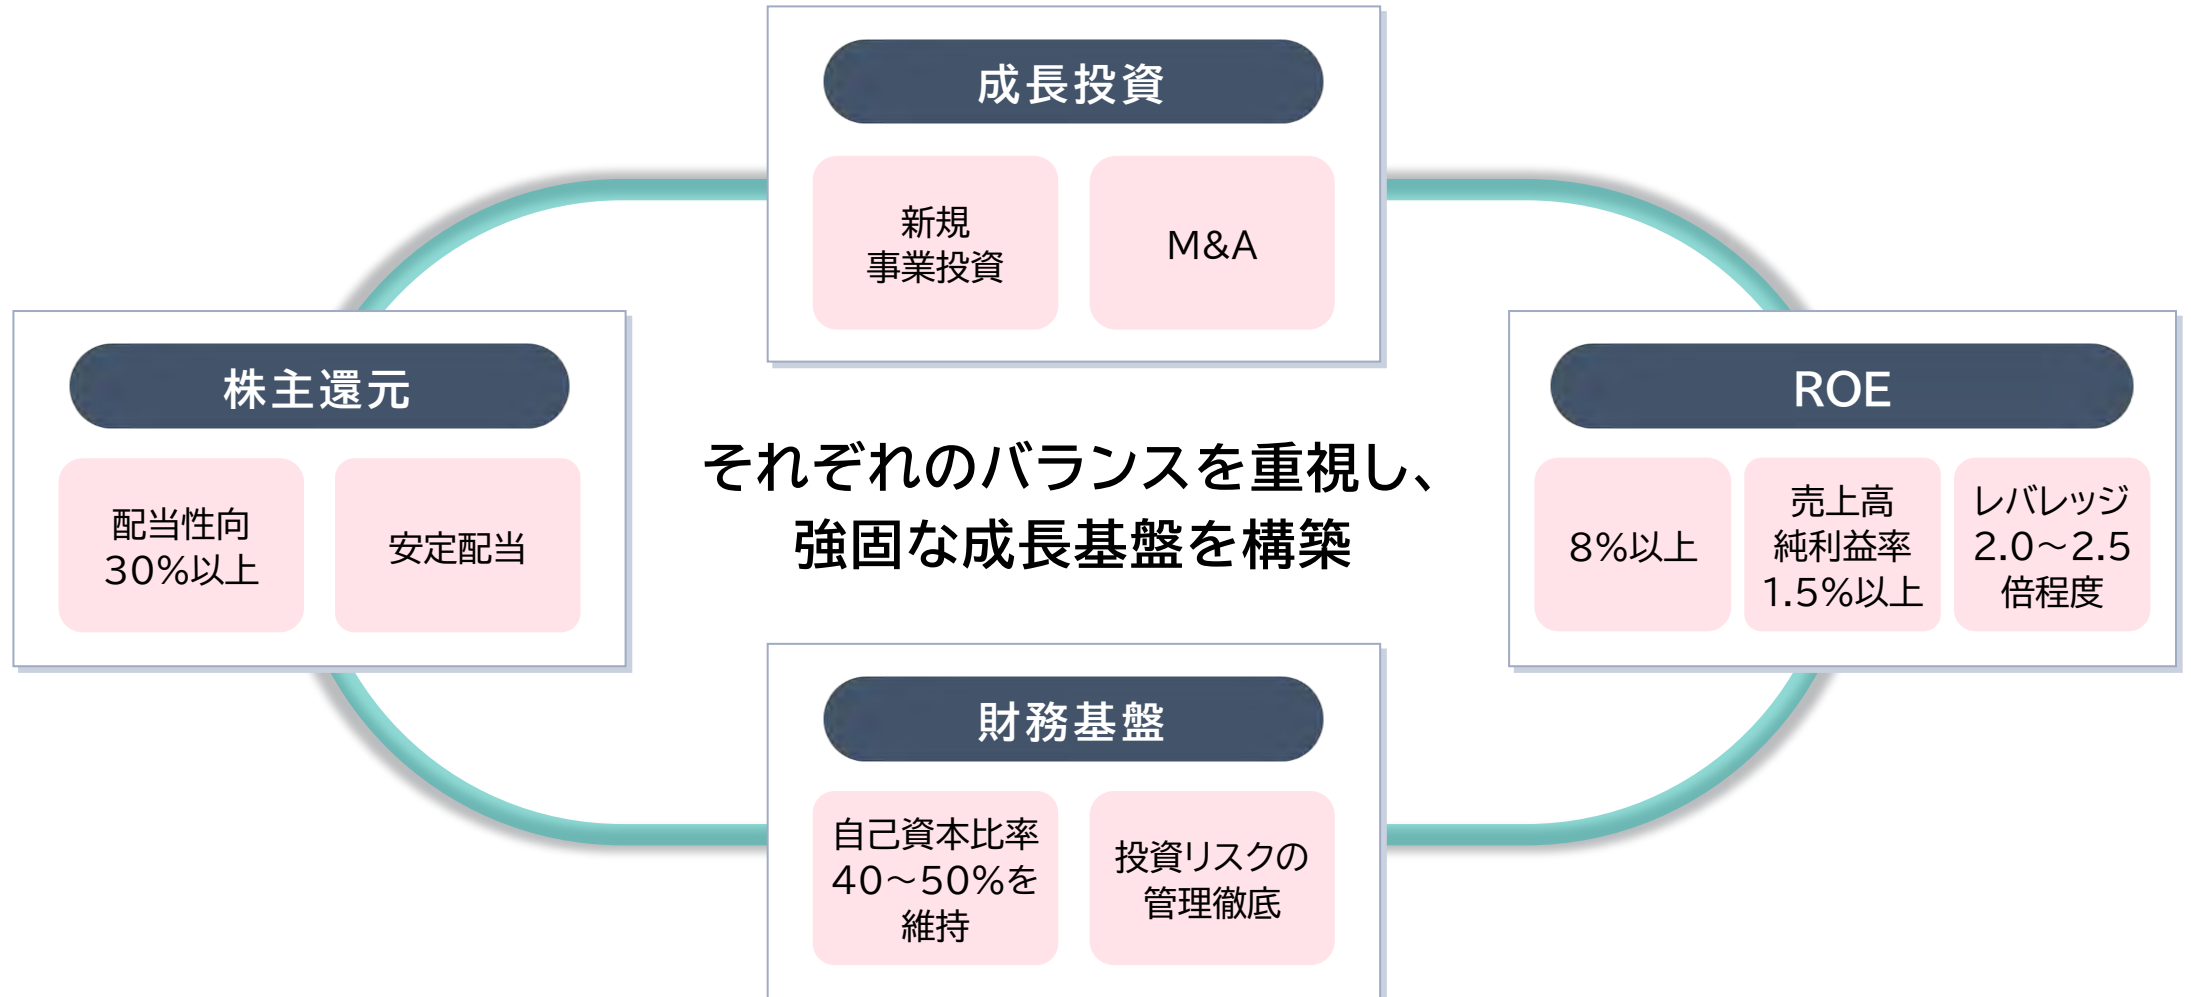 成長投資
新規
事業投資
M&A
株主還元
配当性向
30%以上
安定配当
それぞれのバランスを重視し、
強固な成長基盤を構築
ROE
8%以上
売上高
純利益率
1.5%以上
レバレッジ
2.0～2.5
倍程度
財務基盤
自己資本比率
40～50%を
維持
投資リスクの
管理徹底